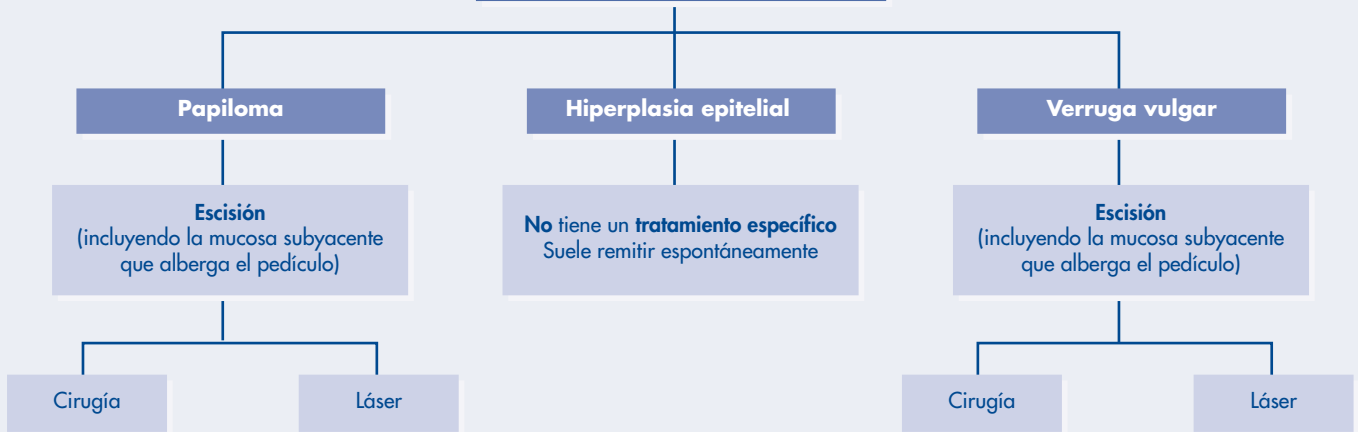 Papiloma
Hiperplasia epitelial
Verruga vulgar
Escisión
(incluyendo la mucosa subyacente
que alberga el pedículo)
No tiene un tratamiento específico
Suele remitir espontáneamente
Escisión
(incluyendo la mucosa subyacente
que alberga el pedículo)
Cirugía
Láser
Cirugía
Láser